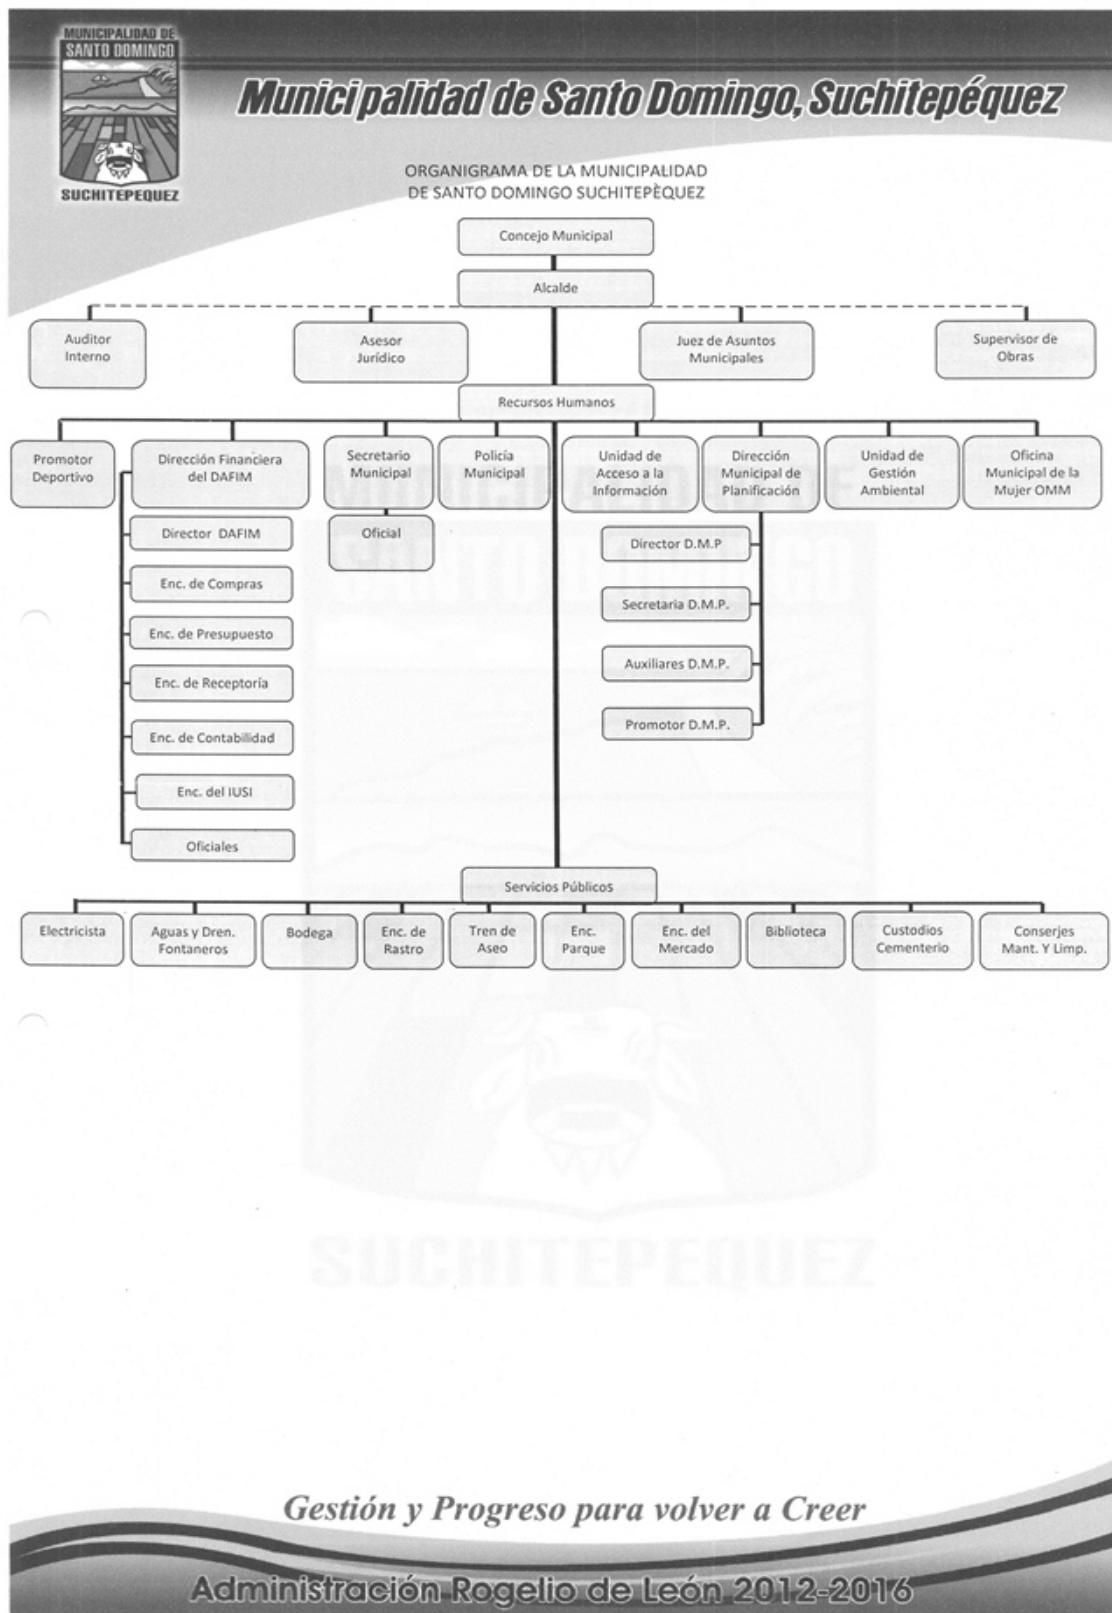 MUNICIPALIDAD DE
SANTO DOMINGO
SUCHITEPEQUEZ
Municipalidad de Santo Domingo, Suchitepéquez
ORGANIGRAMA DE LA MUNICIPALIDAD
DE SANTO DOMINGO SUCHITEPÈQUEZ
Concejo Municipal
Alcalde
Auditor
Interno
Asesor
Jurídico
Juez de Asuntos
Municipales
Supervisor de
Obras
Recursos Humanos
Promotor
Deportivo
Dirección Financiera
del DAFIM
Secretario
Municipal
Policía
Municipal
Unidad de
Acceso a la
Información
Dirección
Municipal de
Planificación
Unidad de
Gestión
Ambiental
Oficina
Municipal de la
Mujer OMM
Director DAFIM
Enc. de Compras
Enc. de Presupuesto
Enc. de Receptoría
Enc. de Contabilidad
Enc. del IUSI
Oficiales
Oficial
Director D.M.P
Secretaria D.M.P.
Auxiliares D.M.P.
Promotor D.M.P.
Servicios Públicos
Electricista
Aguas y Dren.
Fontaneros
Bodega
Enc. de
Rastro
Tren de
Aseo
Enc.
Parque
Enc. del
Mercado
Biblioteca
Custodios
Cementerio
Conserjes
Mant. Y Limp.
MUNICIPALIDAD DE
SANTO DOMINGO
SUCHITEPEQUEZ
Gestión y Progreso para volver a Creer
Administración Rogelio de León 2012-2016